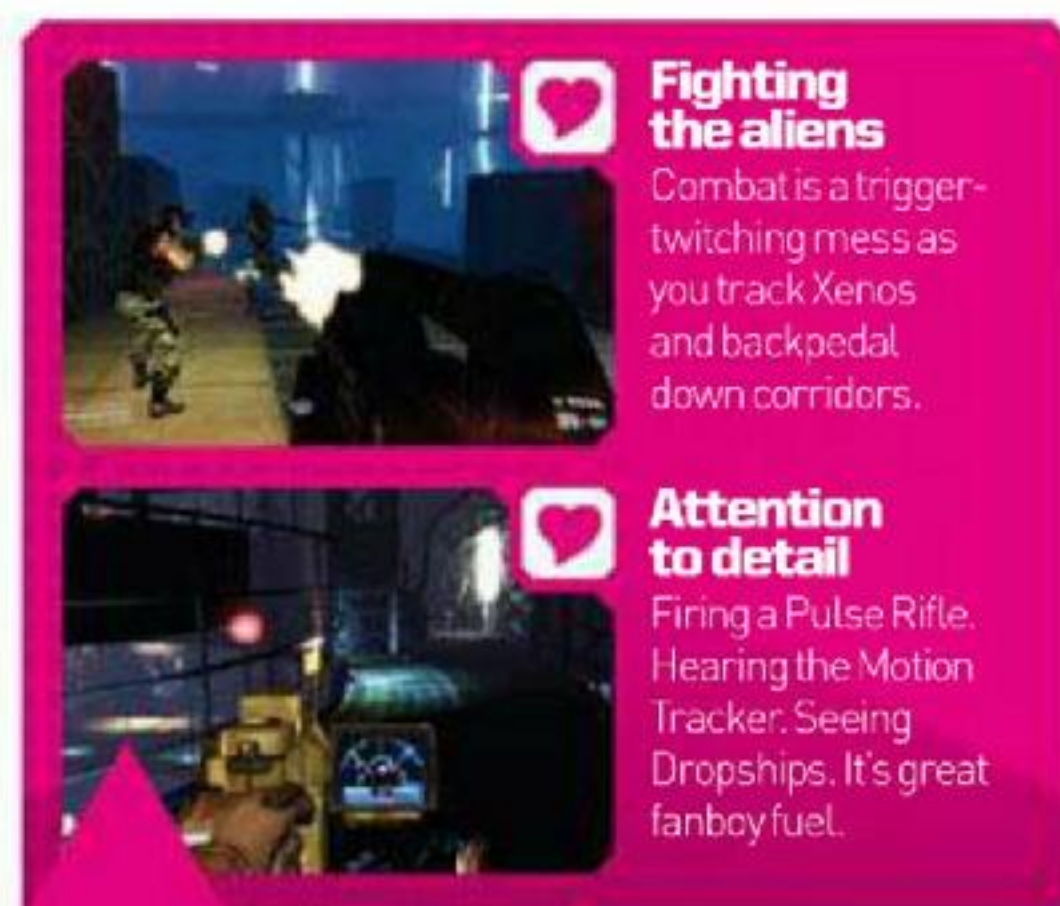 Fighting
the aliens
Combat is a trigger-
twitching mess as
you track Xenos
and backpedal
down corridors.
Attention
to detail
Firing a Pulse Rifle.
Hearing the Motion
Tracker. Seeing
Dropships. It's great
fanboy fuel.